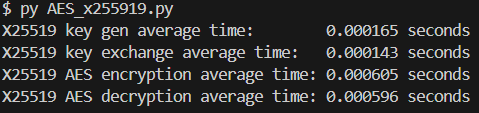 $ py AES_x255919.py
X25519 key gen average time:        0.000165 seconds
X25519 key exchange average time:   0.000143 seconds
X25519 AES encryption average time: 0.000605 seconds
X25519 AES decryption average time: 0.000596 seconds